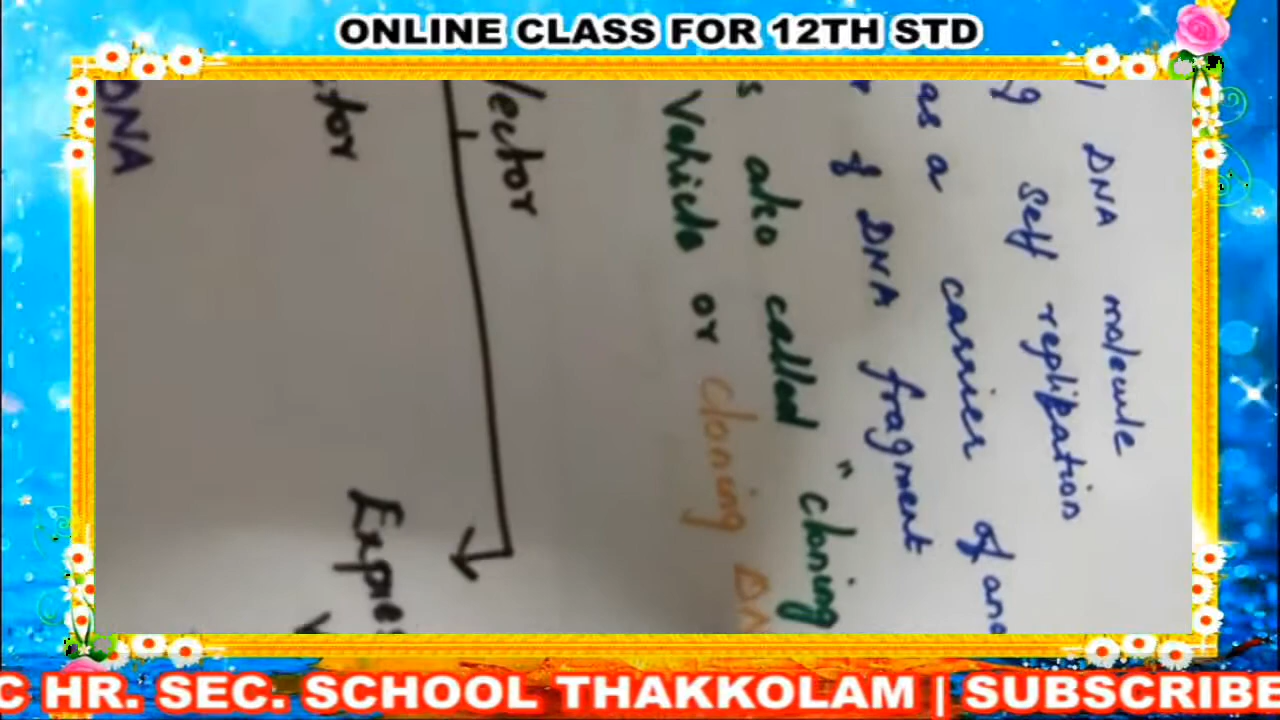 ONLINE CLASS FOR 12TH STD
DNA molecule
self replication
as a carrier of
of DNA fragment
also called "cloning
Vehicle or cloning
Vector
tor
DNA
C HR. SEC. SCHOOL THAKKOLAM | SUBSCRIBE